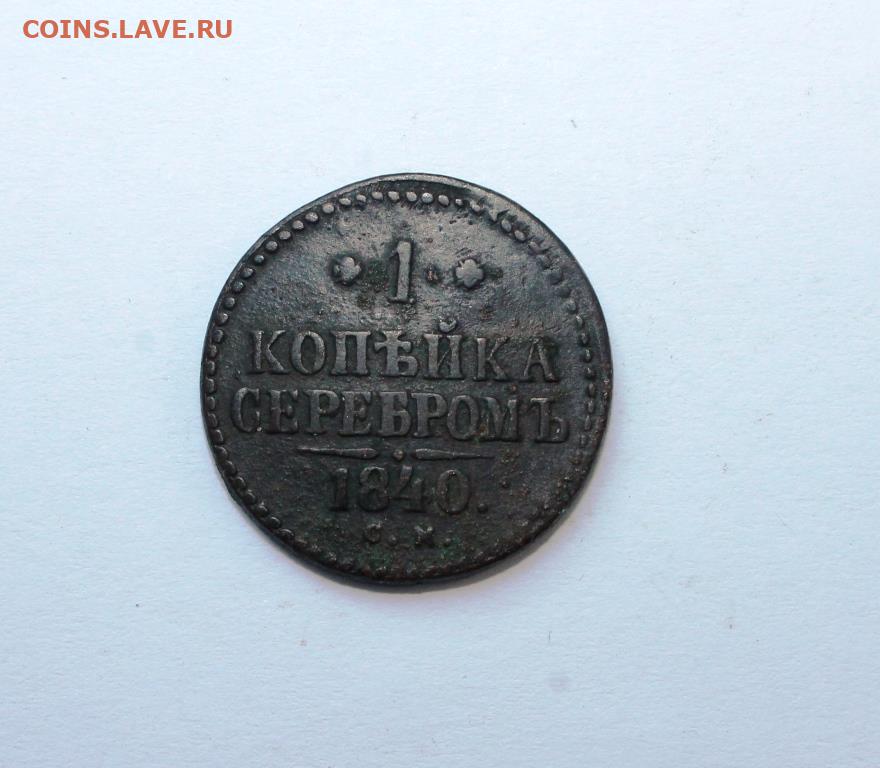 COINS.LAVE.RU
1
КОПѢЙКА
СЕРЕБРОМЪ
1840.
С.М.